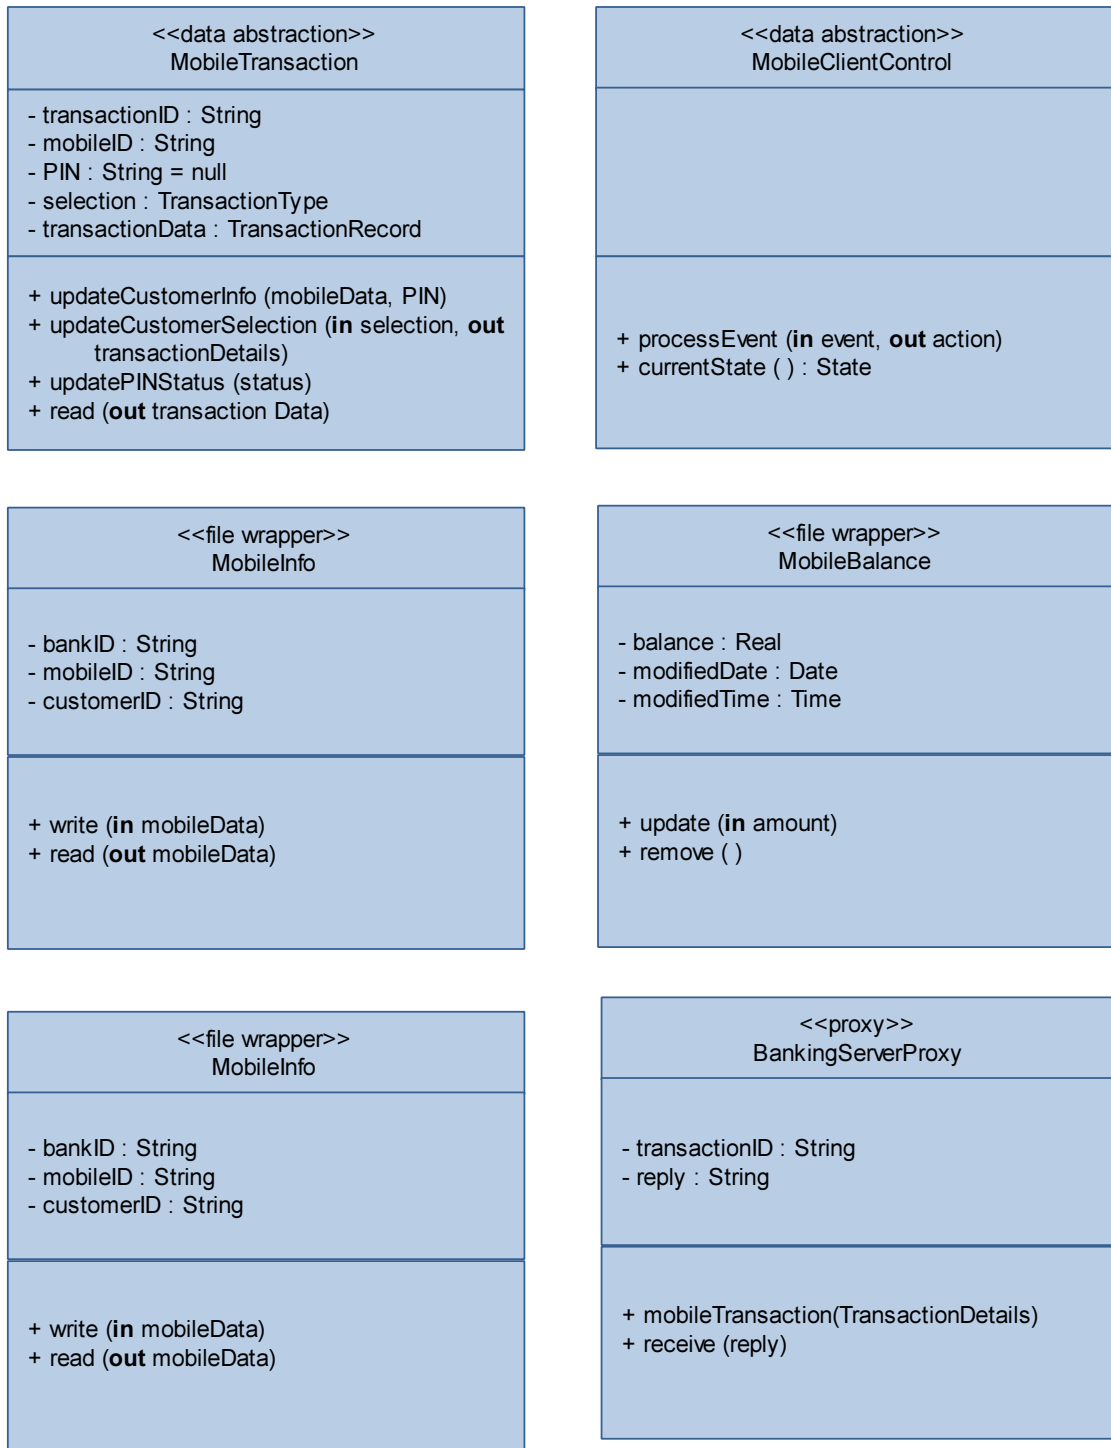 <<data abstraction>>
MobileTransaction
- transactionID : String
- mobileID : String
- PIN : String = null
- selection : TransactionType
- transactionData : TransactionRecord
+ updateCustomerInfo (mobileData, PIN)
+ updateCustomerSelection (in selection, out
transactionDetails)
+ updatePINStatus (status)
+ read (out transaction Data)
<<data abstraction>>
MobileClientControl
+ processEvent (in event, out action)
+ currentState ( ) : State
<<file wrapper>>
MobileInfo
- bankID : String
- mobileID : String
- customerID : String
+ write (in mobileData)
+ read (out mobileData)
<<file wrapper>>
MobileBalance
- balance : Real
- modifiedDate : Date
- modifiedTime : Time
+ update (in amount)
+ remove ( )
<<file wrapper>>
MobileInfo
- bankID : String
- mobileID : String
- customerID : String
+ write (in mobileData)
+ read (out mobileData)
<<proxy>>
BankingServerProxy
- transactionID : String
- reply : String
+ mobileTransaction(TransactionDetails)
+ receive (reply)